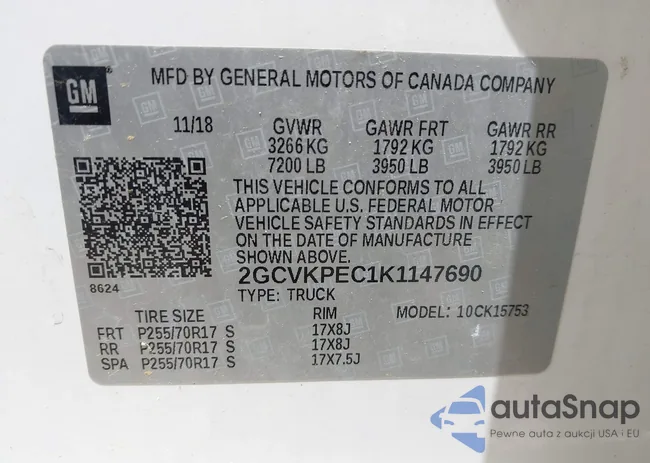 GM
MFD BY GENERAL MOTORS OF CANADA COMPANY
11/18 GVWR GAWR FRT GAWR RR
3266 KG 1792 KG 1792 KG
7200 LB 3950 LB 3950 LB
THIS VEHICLE CONFORMS TO ALL
APPLICABLE U.S. FEDERAL MOTOR
VEHICLE SAFETY STANDARDS IN EFFECT
ON THE DATE OF MANUFACTURE
SHOWN ABOVE.
8624
2GCVKPEC1K1147690
TYPE: TRUCK
MODEL: 10CK15753
TIRE SIZE RIM
FRT P255/70R17 S 17X8J
RR P255/70R17 S 17X8J
SPA P255/70R17 S 17X7.5J
autaSnap
Pewne auta z aukcji USA i EU